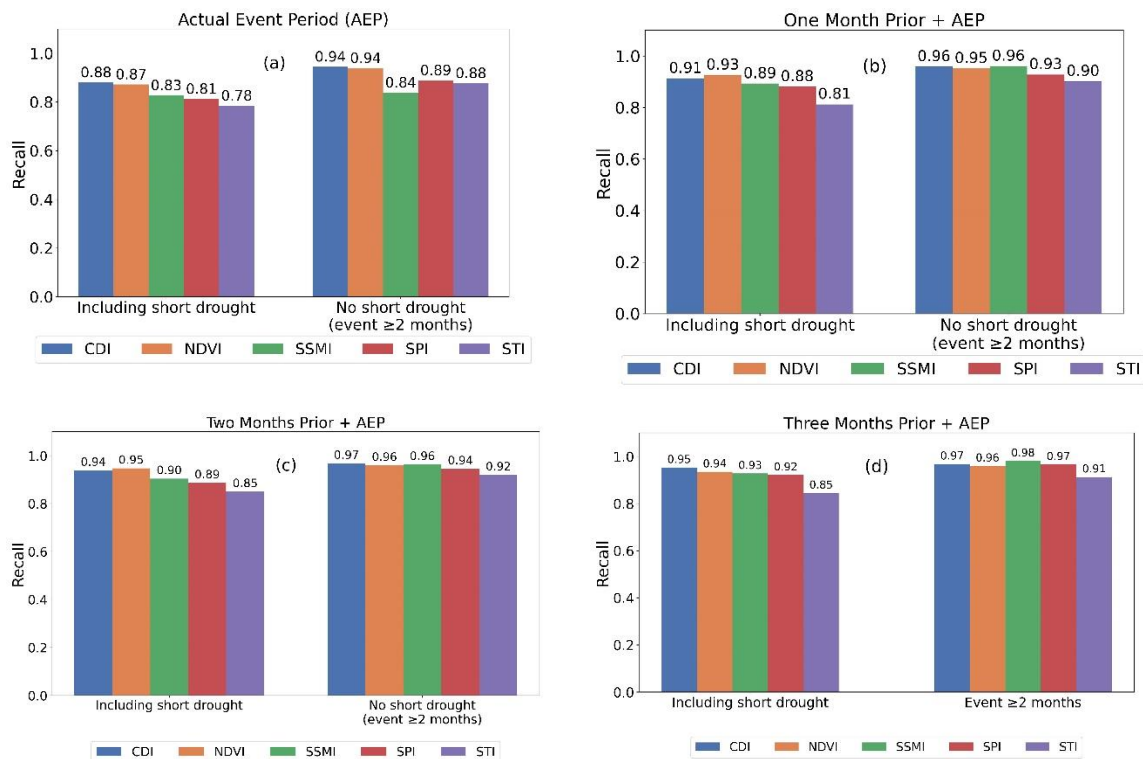 Actual Event Period (AEP)
(a)
Recall
1.0
0.8
0.6
0.4
0.2
0.0
0.88 0.87 0.83 0.81 0.78
0.94 0.94 0.84 0.89 0.88
Including short drought
No short drought
(event ≥2 months)
CDI NDVI SSMI SPI STI
One Month Prior + AEP
(b)
Recall
1.0
0.8
0.6
0.4
0.2
0.0
0.91 0.93 0.89 0.88 0.81
0.96 0.95 0.96 0.93 0.90
Including short drought
No short drought
(event ≥2 months)
CDI NDVI SSMI SPI STI
Two Months Prior + AEP
(c)
Recall
1.0
0.8
0.6
0.4
0.2
0.0
0.94 0.95 0.90 0.89 0.85
0.97 0.96 0.96 0.94 0.92
Including short drought
No short drought
(event ≥2 months)
CDI NDVI SSMI SPI STI
Three Months Prior + AEP
(d)
Recall
1.0
0.8
0.6
0.4
0.2
0.0
0.95 0.94 0.93 0.92 0.85
0.97 0.96 0.98 0.97 0.91
Including short drought
Event ≥2 months
CDI NDVI SSMI SPI STI